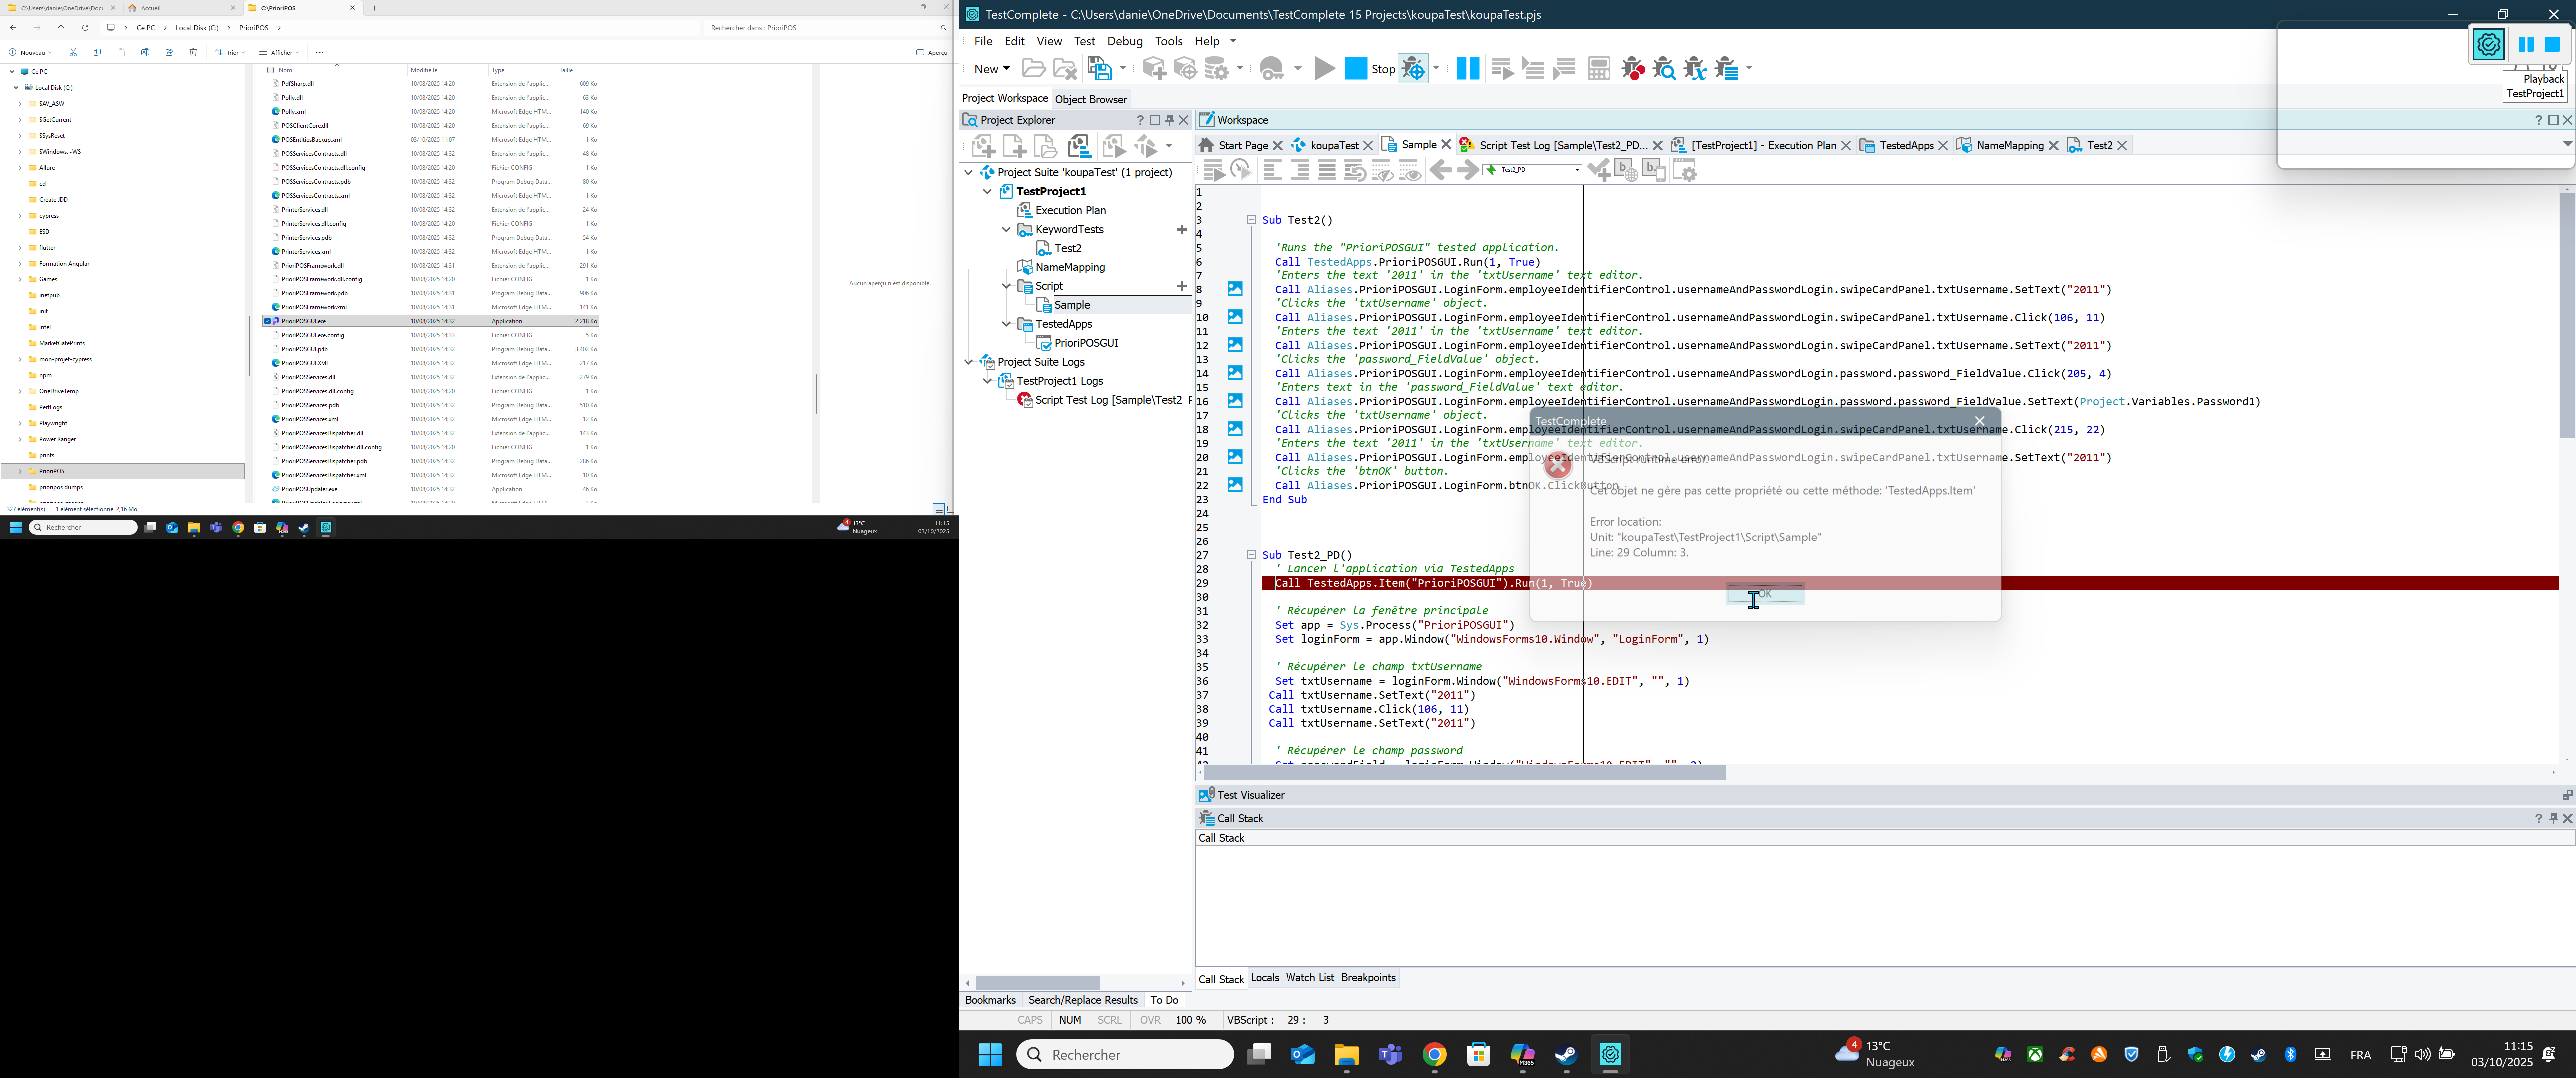 C:\Users\danie\OneDrive\Docu
Accueil
C:\PrioriPOS
Ce PC
Local Disk (C:)
PrioriPOS
Rechercher dans : PrioriPOS
Nouveau
Trier
Afficher
Aperçu
Ce PC
Local Disk (C:)
$AV_ASW
$GetCurrent
$SysReset
$Windows.~WS
Allure
cd
Create JDD
cypress
ESD
flutter
Formation Angular
Games
inetpub
init
Intel
MarketGatePrints
mon-projet-cypress
npm
OneDriveTemp
PerfLogs
Playwright
Power Ranger
prints
PrioriPOS
prioripos dumps
prioripos images
Nom Modifié le Type Taille
PdfSharp.dll 10/08/2025 14:20 Extension de l'applic... 609 Ko
Polly.dll 10/08/2025 14:20 Extension de l'applic... 63 Ko
Polly.xml 10/08/2025 14:20 Microsoft Edge HTM... 140 Ko
POSClientCore.dll 10/08/2025 14:20 Extension de l'applic... 69 Ko
POSEntitiesBackup.xml 03/10/2025 11:07 Microsoft Edge HTM... 1 Ko
POSServicesContracts.dll 10/08/2025 14:32 Extension de l'applic... 48 Ko
POSServicesContracts.dll.config 10/08/2025 14:20 Fichier CONFIG 1 Ko
POSServicesContracts.pdb 10/08/2025 14:32 Program Debug Data... 80 Ko
POSServicesContracts.xml 10/08/2025 14:32 Microsoft Edge HTM... 1 Ko
PrinterServices.dll 10/08/2025 14:32 Extension de l'applic... 24 Ko
PrinterServices.dll.config 10/08/2025 14:20 Fichier CONFIG 1 Ko
PrinterServices.pdb 10/08/2025 14:32 Program Debug Data... 54 Ko
PrinterServices.xml 10/08/2025 14:32 Microsoft Edge HTM... 1 Ko
PrioriPOSFramework.dll 10/08/2025 14:31 Extension de l'applic... 291 Ko
PrioriPOSFramework.dll.config 10/08/2025 14:20 Fichier CONFIG 1 Ko
PrioriPOSFramework.pdb 10/08/2025 14:31 Program Debug Data... 906 Ko
PrioriPOSFramework.xml 10/08/2025 14:31 Microsoft Edge HTM... 141 Ko
PrioriPOSGUI.exe 10/08/2025 14:32 Application 2 218 Ko
PrioriPOSGUI.exe.config 10/08/2025 14:33 Fichier CONFIG 5 Ko
PrioriPOSGUI.pdb 10/08/2025 14:32 Program Debug Data... 3 402 Ko
PrioriPOSGUI.XML 10/08/2025 14:32 Microsoft Edge HTM... 217 Ko
PrioriPOSServices.dll 10/08/2025 14:32 Extension de l'applic... 279 Ko
PrioriPOSServices.dll.config 10/08/2025 14:20 Fichier CONFIG 1 Ko
PrioriPOSServices.pdb 10/08/2025 14:32 Program Debug Data... 510 Ko
PrioriPOSServices.xml 10/08/2025 14:32 Microsoft Edge HTM... 12 Ko
PrioriPOSServicesDispatcher.dll 10/08/2025 14:32 Extension de l'applic... 143 Ko
PrioriPOSServicesDispatcher.dll.config 10/08/2025 14:20 Fichier CONFIG 1 Ko
PrioriPOSServicesDispatcher.pdb 10/08/2025 14:32 Program Debug Data... 286 Ko
PrioriPOSServicesDispatcher.xml 10/08/2025 14:32 Microsoft Edge HTM... 10 Ko
PrioriPOSUpdater.exe 10/08/2025 14:32 Application 46 Ko
Aucun aperçu n'est disponible.
327 élément(s) 1 élément sélectionné 2,16 Mo
Rechercher
4
13°C
Nuageux
11:15
03/10/2025
TestComplete - C:\Users\danie\OneDrive\Documents\TestComplete 15 Projects\koupaTest\koupaTest.pjs
File Edit View Test Debug Tools Help
New
Stop
Playback
TestProject1
Project Workspace Object Browser
Project Explorer
Project Suite 'koupaTest' (1 project)
TestProject1
Execution Plan
KeywordTests
Test2
NameMapping
Script
Sample
TestedApps
PrioriPOSGUI
Project Suite Logs
TestProject1 Logs
Script Test Log [Sample\Test2_P
Workspace
Start Page koupaTest Sample Script Test Log [Sample\Test2_PD... [TestProject1] - Execution Plan TestedApps NameMapping Test2
Test2_PD
1
2
3 Sub Test2()
4
5 'Runs the "PrioriPOSGUI" tested application.
6 Call TestedApps.PrioriPOSGUI.Run(1, True)
7 'Enters the text '2011' in the 'txtUsername' text editor.
8 Call Aliases.PrioriPOSGUI.LoginForm.employeeIdentifierControl.usernameAndPasswordLogin.swipeCardPanel.txtUsername.SetText("2011")
9 'Clicks the 'txtUsername' object.
10 Call Aliases.PrioriPOSGUI.LoginForm.employeeIdentifierControl.usernameAndPasswordLogin.swipeCardPanel.txtUsername.Click(106, 11)
11 'Enters the text '2011' in the 'txtUsername' text editor.
12 Call Aliases.PrioriPOSGUI.LoginForm.employeeIdentifierControl.usernameAndPasswordLogin.swipeCardPanel.txtUsername.SetText("2011")
13 'Clicks the 'password_FieldValue' object.
14 Call Aliases.PrioriPOSGUI.LoginForm.employeeIdentifierControl.usernameAndPasswordLogin.password.password_FieldValue.Click(205, 4)
15 'Enters text in the 'password_FieldValue' text editor.
16 Call Aliases.PrioriPOSGUI.LoginForm.employeeIdentifierControl.usernameAndPasswordLogin.password.password_FieldValue.SetText(Project.Variables.Password1)
17 'Clicks the 'txtUsername' object.
18 Call Aliases.PrioriPOSGUI.LoginForm.employeeIdentifierControl.usernameAndPasswordLogin.swipeCardPanel.txtUsername.Click(215, 22)
19 'Enters the text '2011' in the 'txtUsername' text editor.
20 Call Aliases.PrioriPOSGUI.LoginForm.employeeIdentifierControl.usernameAndPasswordLogin.swipeCardPanel.txtUsername.SetText("2011")
21 'Clicks the 'btnOK' button.
22 Call Aliases.PrioriPOSGUI.LoginForm.btnOK.ClickButton
23 End Sub
24
25
26
27 Sub Test2_PD()
28 ' Lancer l'application via TestedApps
29 Call TestedApps.Item("PrioriPOSGUI").Run(1, True)
30
31 ' Récupérer la fenêtre principale
32 Set app = Sys.Process("PrioriPOSGUI")
33 Set loginForm = app.Window("WindowsForms10.Window", "LoginForm", 1)
34
35 ' Récupérer le champ txtUsername
36 Set txtUsername = loginForm.Window("WindowsForms10.EDIT", "", 1)
37 Call txtUsername.SetText("2011")
38 Call txtUsername.Click(106, 11)
39 Call txtUsername.SetText("2011")
40
41 ' Récupérer le champ password
TestComplete
VBScript runtime error.
Cet objet ne gère pas cette propriété ou cette méthode: 'TestedApps.Item'
Error location:
Unit: "koupaTest\TestProject1\Script\Sample"
Line: 29 Column: 3.
OK
Test Visualizer
Call Stack
Call Stack
Call Stack Locals Watch List Breakpoints
Bookmarks Search/Replace Results To Do
CAPS NUM SCRL OVR 100 % VBScript : 29 : 3
Rechercher
M365
4
13°C
Nuageux
FRA
11:15
03/10/2025